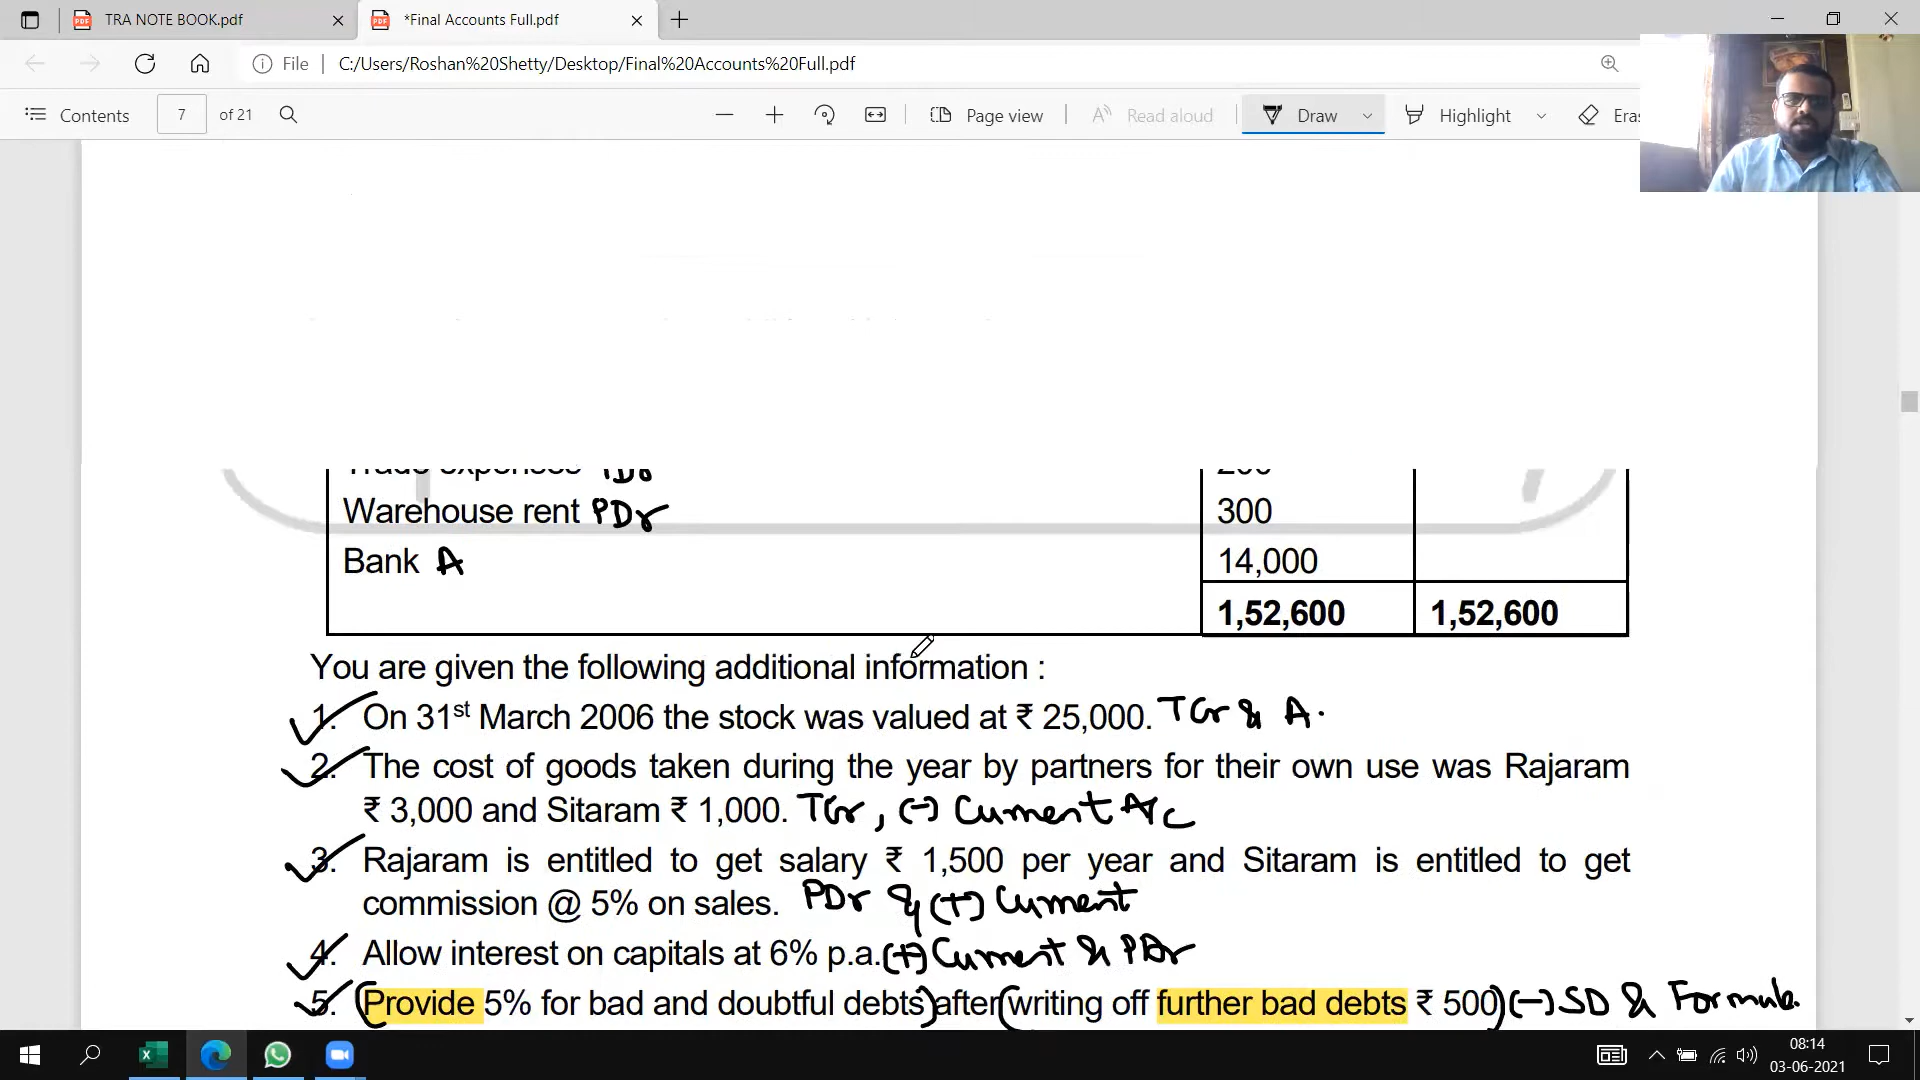 TRA NOTE BOOK.pdf
*Final Accounts Full.pdf
File C:/Users/Roshan%20Shetty/Desktop/Final%20Accounts%20Full.pdf
Contents 7 of 21 Page view Read aloud Draw Highlight Eras
Trade expenses 200
Warehouse rent PDr 300
Bank A 14,000
1,52,600 1,52,600
You are given the following additional information :
1. On 31st March 2006 the stock was valued at ₹ 25,000. TCr & A.
2. The cost of goods taken during the year by partners for their own use was Rajaram
₹ 3,000 and Sitaram ₹ 1,000. TCr, (-) Current A/c
3. Rajaram is entitled to get salary ₹ 1,500 per year and Sitaram is entitled to get
commission @ 5% on sales. PDr & (+) Current
4. Allow interest on capitals at 6% p.a. (+) Current & PDr
5. (Provide 5% for bad and doubtful debts) after (writing off further bad debts ₹ 500) (-) SD & Formula.
08:14
03-06-2021